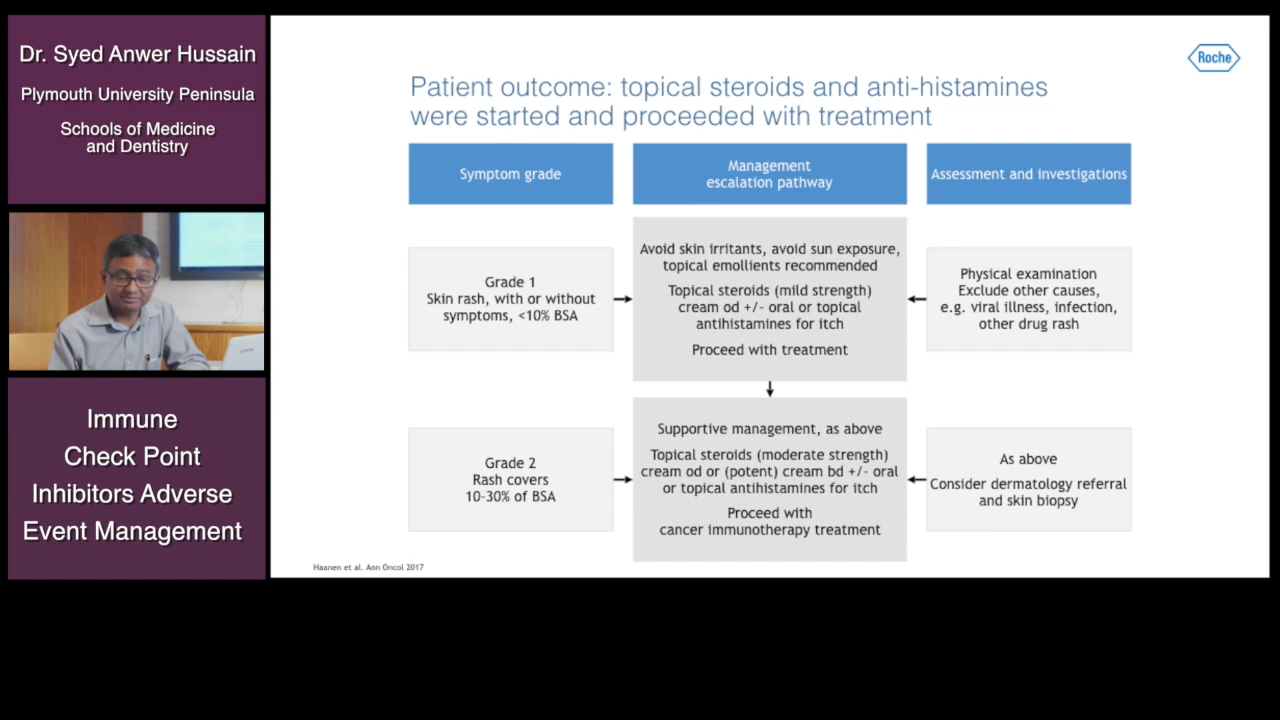 Dr. Syed Anwer Hussain
Plymouth University Peninsula
Schools of Medicine
and Dentistry
Immune
Check Point
Inhibitors Adverse
Event Management
Roche
Patient outcome: topical steroids and anti-histamines
were started and proceeded with treatment
Symptom grade
Management
escalation pathway
Assessment and investigations
Grade 1
Skin rash, with or without
symptoms, <10% BSA
Avoid skin irritants, avoid sun exposure,
topical emollients recommended
Topical steroids (mild strength)
cream od +/- oral or topical
antihistamines for itch
Proceed with treatment
Physical examination
Exclude other causes,
e.g. viral illness, infection,
other drug rash
Grade 2
Rash covers
10-30% of BSA
Supportive management, as above
Topical steroids (moderate strength)
cream od or (potent) cream bd +/- oral
or topical antihistamines for itch
Proceed with
cancer immunotherapy treatment
As above
Consider dermatology referral
and skin biopsy
Haanen et al. Ann Oncol 2017